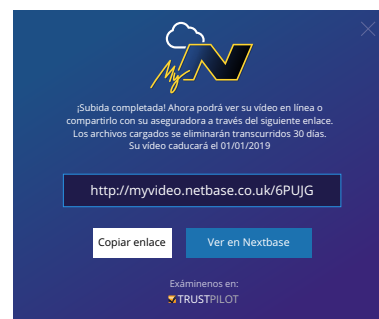 My N
¡Subida completada! Ahora podrá ver su vídeo en línea o
compartirlo con su aseguradora a través del siguiente enlace.
Los archivos cargados se eliminarán transcurridos 30 días.
Su vídeo caducará el 01/01/2019
http://myvideo.netbase.co.uk/6PUJG
Copiar enlace
Ver en Nextbase
Exáminenos en:
TRUSTPILOT